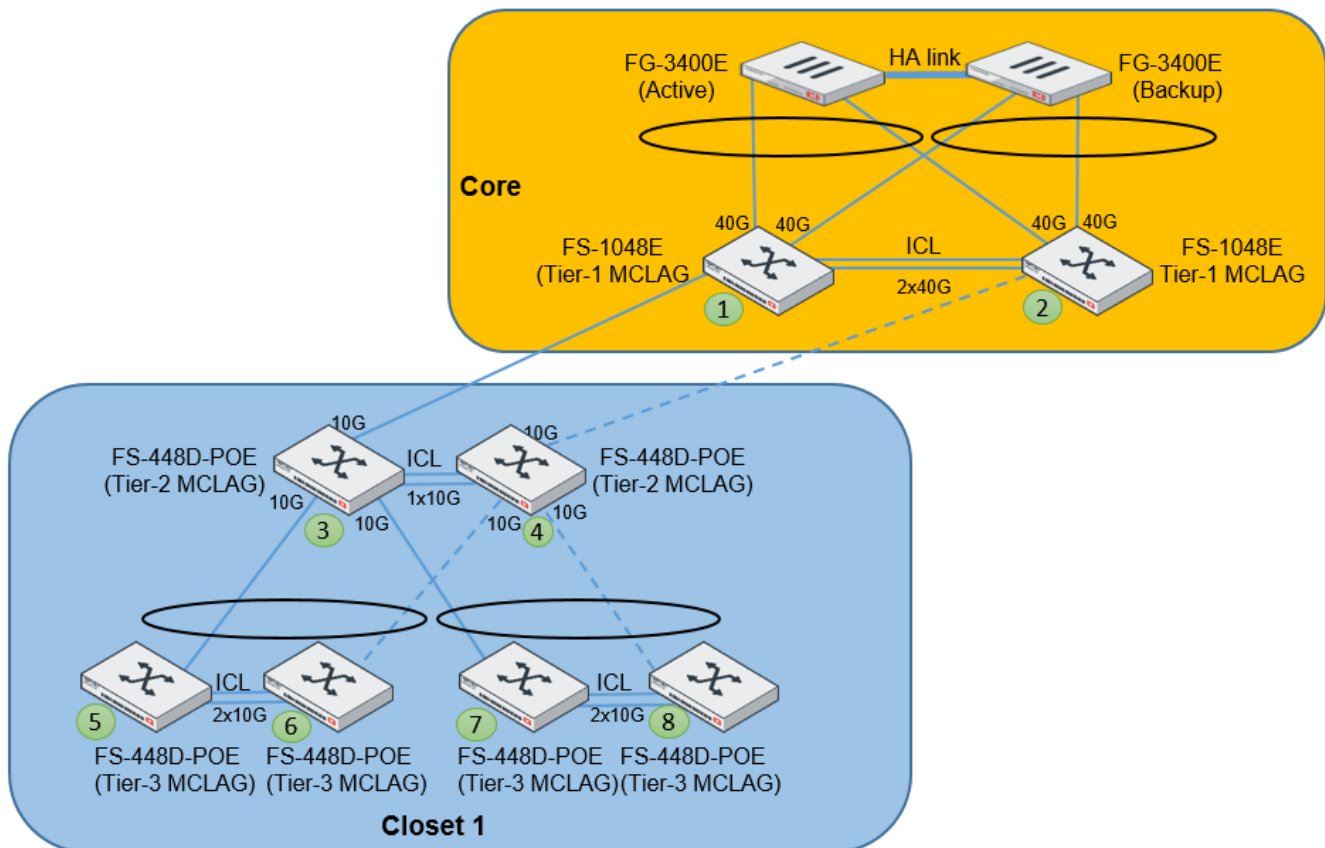 FG-3400E
(Active)
HA link
FG-3400E
(Backup)
Core
40G
40G
40G
40G
FS-1048E
(Tier-1 MCLAG
ICL
2x40G
FS-1048E
Tier-1 MCLAG
1
2
10G
10G
FS-448D-POE
(Tier-2 MCLAG)
ICL
1x10G
FS-448D-POE
(Tier-2 MCLAG)
10G
10G
10G
10G
3
4
ICL
2x10G
ICL
2x10G
5
6
7
8
FS-448D-POE
(Tier-3 MCLAG)
FS-448D-POE
(Tier-3 MCLAG)
FS-448D-POE
(Tier-3 MCLAG)
FS-448D-POE
(Tier-3 MCLAG)
Closet 1